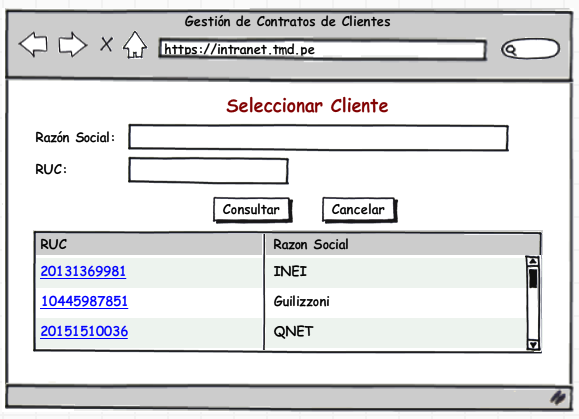 Gestión de Contratos de Clientes
https://intranet.tmd.pe
Seleccionar Cliente
Razón Social:
RUC:
Consultar Cancelar
RUC Razon Social
20131369981 INEI
10445987851 Guilizzoni
20151510036 QNET